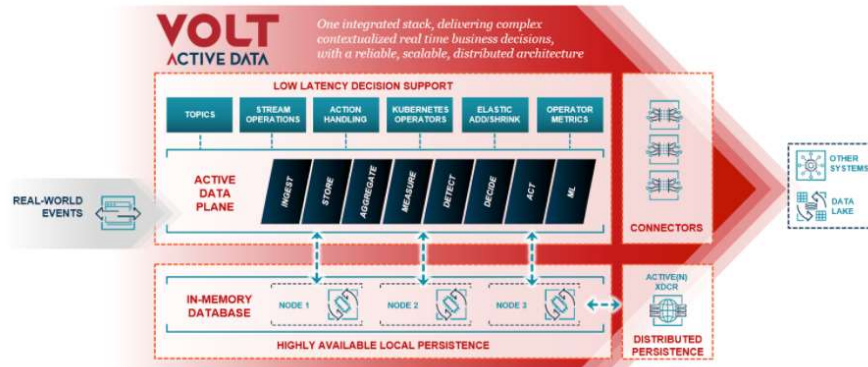 VOLT
ACTIVE DATA
One integrated stack, delivering complex
contextualized real time business decisions,
with a reliable, scalable, distributed architecture
LOW LATENCY DECISION SUPPORT
TOPICS
STREAM
OPERATIONS
ACTION
HANDLING
KUBERNETES
OPERATORS
ELASTIC
ADD/SHRINK
OPERATOR
METRICS
REAL-WORLD
EVENTS
ACTIVE
DATA
PLANE
INGEST
STORE
AGGREGATE
MEASURE
DETECT
DECIDE
ACT
ML
CONNECTORS
OTHER
SYSTEMS
DATA
LAKE
IN-MEMORY
DATABASE
NODE 1
NODE 2
NODE 3
HIGHLY AVAILABLE LOCAL PERSISTENCE
ACTIVE(N)
XDCR
DISTRIBUTED
PERSISTENCE